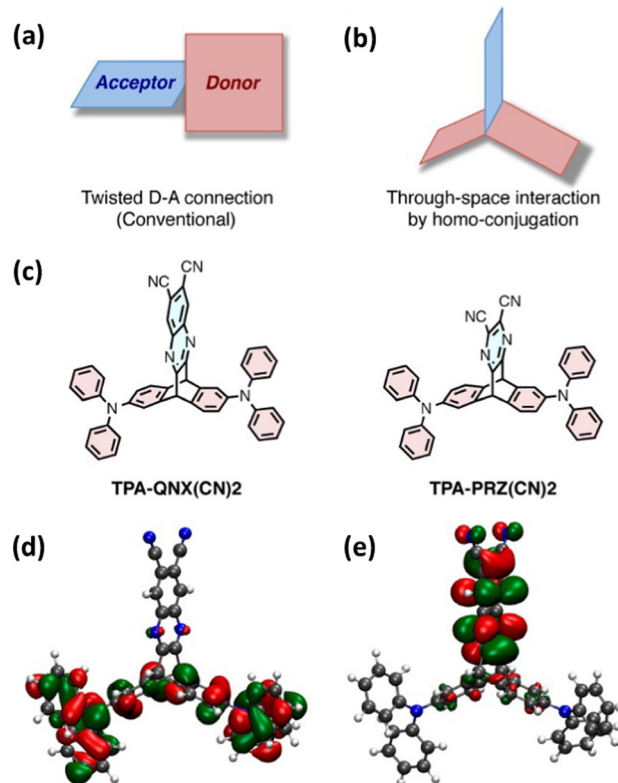 (a)
(b)
Acceptor Donor
Twisted D-A connection
(Conventional)
Through-space interaction
by homo-conjugation
(c)
CN
NC
N
N
N
N
TPA-QNX(CN)2
CN
NC
N
N
N
N
TPA-PRZ(CN)2
(d)
(e)